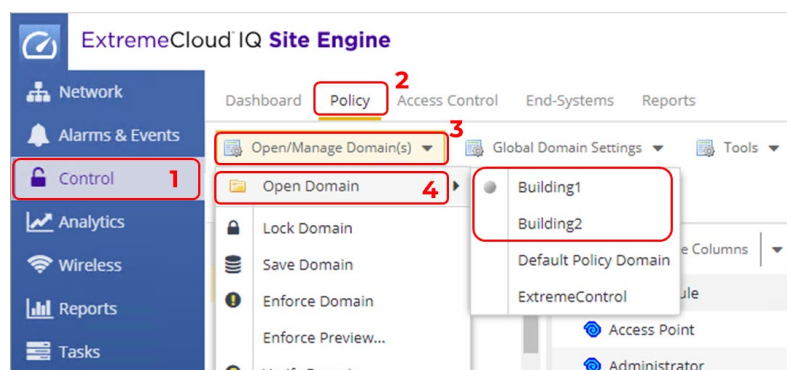 ExtremeCloud IQ Site Engine
Network
Alarms & Events
Control 1
Analytics
Wireless
Reports
Tasks
2
Dashboard Policy Access Control End-Systems Reports
3
Open/Manage Domain(s) Global Domain Settings Tools
Open Domain 4
Lock Domain
Save Domain
Enforce Domain
Enforce Preview...
Building1
Building2
Default Policy Domain
ExtremeControl
e Columns
ule
Access Point
Administrator